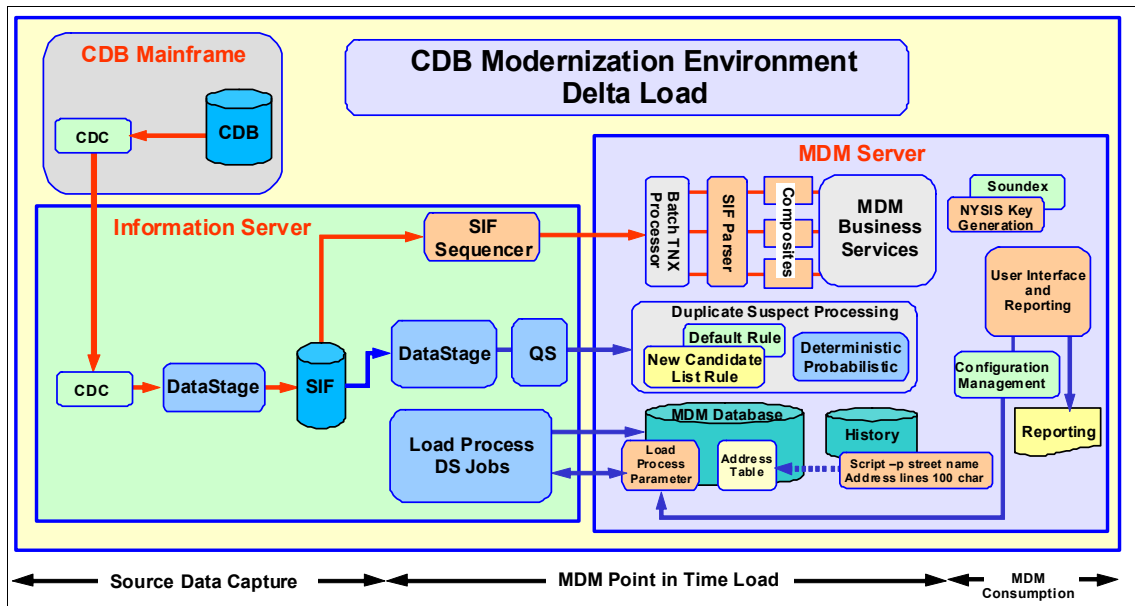 CDB Modernization Environment
Delta Load
CDB Mainframe
CDC
CDB
Information Server
SIF
Sequencer
CDC
DataStage
SIF
DataStage
QS
Load Process
DS Jobs
MDM Server
Batch TNX
Processor
SIF Parser
Composites
MDM
Business
Services
Soundex
NYSIS Key
Generation
User Interface
and
Reporting
Duplicate Suspect Processing
Default Rule
New Candidate
List Rule
Deterministic
Probabilistic
Configuration
Management
MDM Database
Load
Process
Parameter
Address
Table
History
Script –p street name
Address lines 100 char
Reporting
Source Data Capture
MDM Point in Time Load
MDM
Consumption